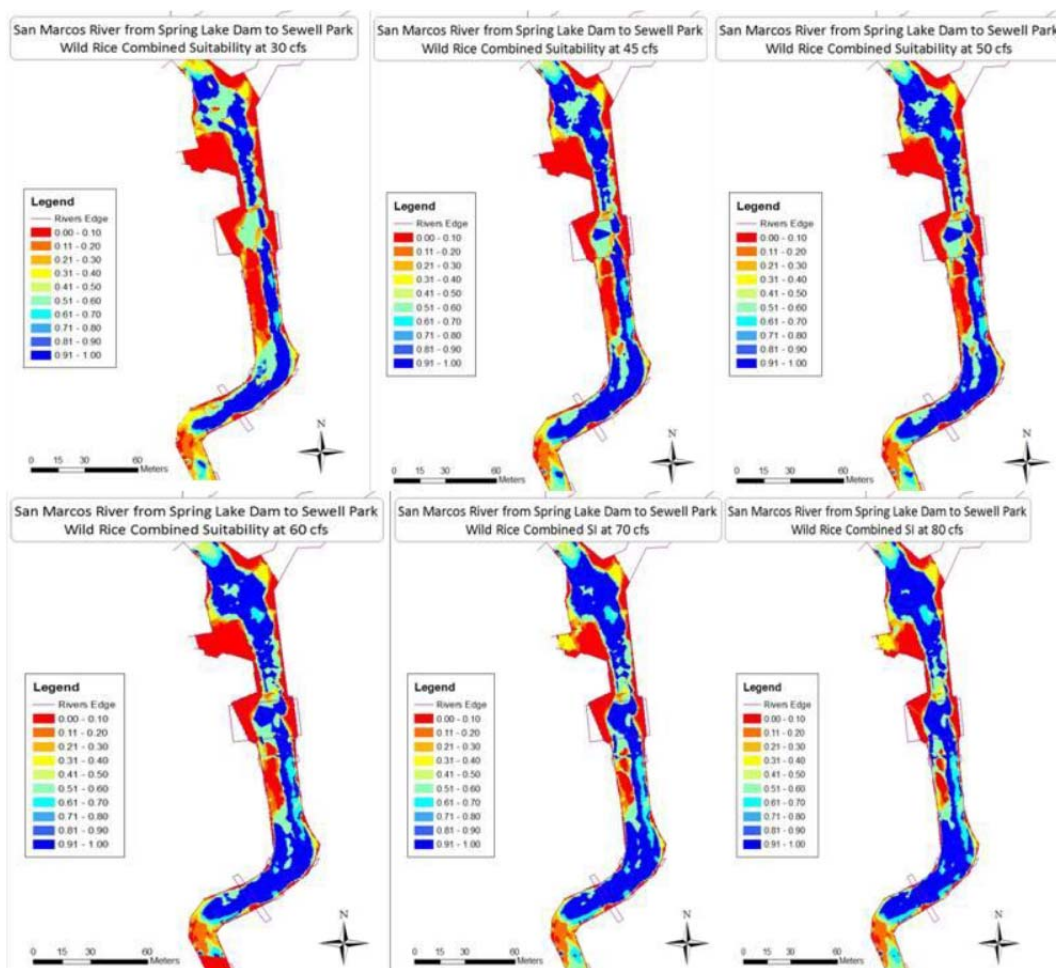 San Marcos River from Spring Lake Dam to Sewell Park
Wild Rice Combined Suitability at 30 cfs
Legend
Rivers Edge
0.00 - 0.10
0.11 - 0.20
0.21 - 0.30
0.31 - 0.40
0.41 - 0.50
0.51 - 0.60
0.61 - 0.70
0.71 - 0.80
0.81 - 0.90
0.91 - 1.00
N
0 15 30 60
Meters
San Marcos River from Spring Lake Dam to Sewell Park
Wild Rice Combined Suitability at 45 cfs
Legend
Rivers Edge
0.00 - 0.10
0.11 - 0.20
0.21 - 0.30
0.31 - 0.40
0.41 - 0.50
0.51 - 0.60
0.61 - 0.70
0.71 - 0.80
0.81 - 0.90
0.91 - 1.00
N
0 15 30 60
Meters
San Marcos River from Spring Lake Dam to Sewell Park
Wild Rice Combined Suitability at 50 cfs
Legend
Rivers Edge
0.00 - 0.10
0.11 - 0.20
0.21 - 0.30
0.31 - 0.40
0.41 - 0.50
0.51 - 0.60
0.61 - 0.70
0.71 - 0.80
0.81 - 0.90
0.91 - 1.00
N
0 15 30 60
Meters
San Marcos River from Spring Lake Dam to Sewell Park
Wild Rice Combined Suitability at 60 cfs
Legend
Rivers Edge
0.00 - 0.10
0.11 - 0.20
0.21 - 0.30
0.31 - 0.40
0.41 - 0.50
0.51 - 0.60
0.61 - 0.70
0.71 - 0.80
0.81 - 0.90
0.91 - 1.00
N
0 15 30 60
Meters
San Marcos River from Spring Lake Dam to Sewell Park
Wild Rice Combined SI at 70 cfs
Legend
Rivers Edge
0.00 - 0.10
0.11 - 0.20
0.21 - 0.30
0.31 - 0.40
0.41 - 0.50
0.51 - 0.60
0.61 - 0.70
0.71 - 0.80
0.81 - 0.90
0.91 - 1.00
N
0 15 30 60
Meters
San Marcos River from Spring Lake Dam to Sewell Park
Wild Rice Combined SI at 80 cfs
Legend
Rivers Edge
0.00 - 0.10
0.11 - 0.20
0.21 - 0.30
0.31 - 0.40
0.41 - 0.50
0.51 - 0.60
0.61 - 0.70
0.71 - 0.80
0.81 - 0.90
0.91 - 1.00
N
0 15 30 60
Meters